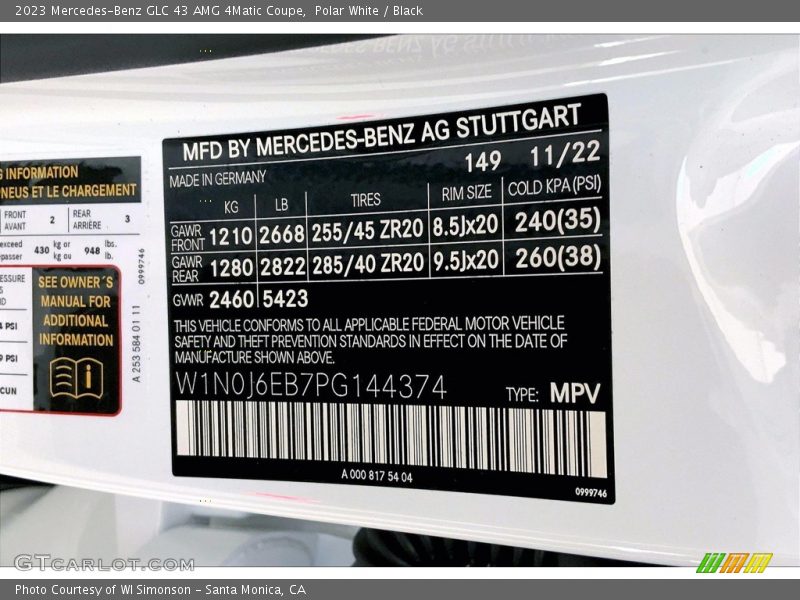 2023 Mercedes-Benz GLC 43 AMG 4Matic Coupe,  Polar White / Black
MFD BY MERCEDES-BENZ AG STUTTGART
149 11/22
MADE IN GERMANY
KG LB TIRES RIM SIZE COLD KPA(PSI)
GAWR FRONT 1210 2668 255/45 ZR20 8.5Jx20 240(35)
GAWR REAR 1280 2822 285/40 ZR20 9.5Jx20 260(38)
GVWR 2460 5423
THIS VEHICLE CONFORMS TO ALL APPLICABLE FEDERAL MOTOR VEHICLE
SAFETY AND THEFT PREVENTION STANDARDS IN EFFECT ON THE DATE OF
MANUFACTURE SHOWN ABOVE.
W1N0J6EB7PG144374 TYPE: MPV
A 000 817 54 04
0999746
INFORMATION
PNEUS ET LE CHARGEMENT
FRONT AVANT 2 REAR ARRIÈRE 3
430 kg or kg ou 948 lbs. lb.
SEE OWNER´S
MANUAL FOR
ADDITIONAL
INFORMATION
PSI
PSI
0999746
A 253 584 01 11
GTcarlot.com
Photo Courtesy of WI Simonson - Santa Monica, CA